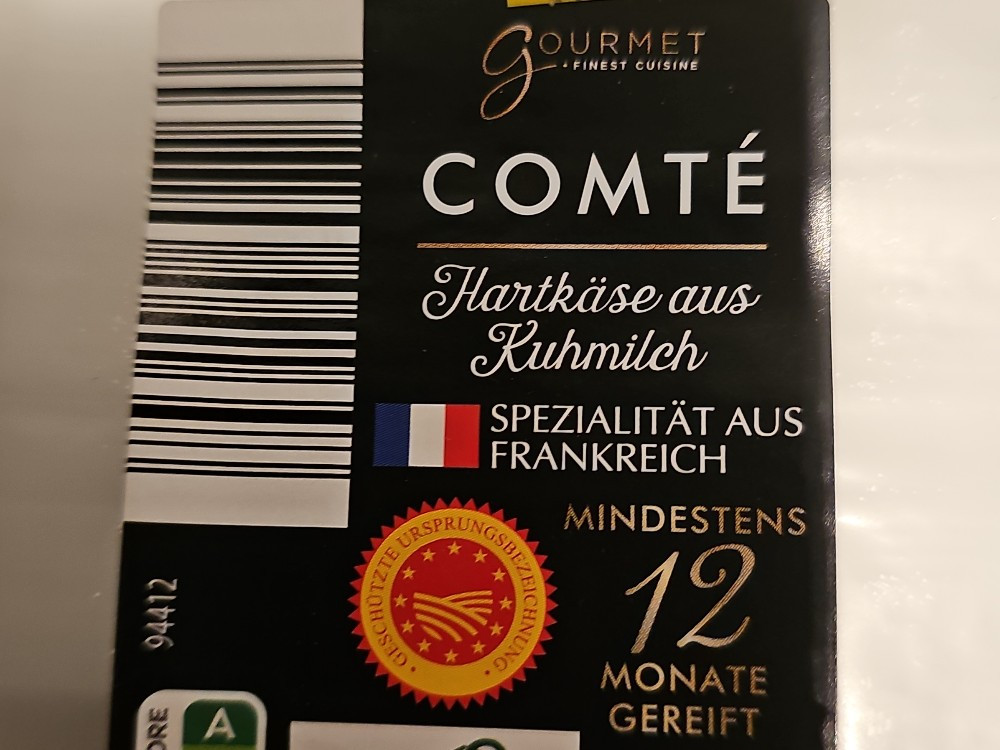 GOURMET
FINEST CUISINE
COMTÉ
Hartkäse aus
Kuhmilch
SPEZIALITÄT AUS
FRANKREICH
MINDESTENS
12
MONATE
GEREIFT
GESCHÜTZTE URSPRUNGSBEZEICHNUNG
94412
A